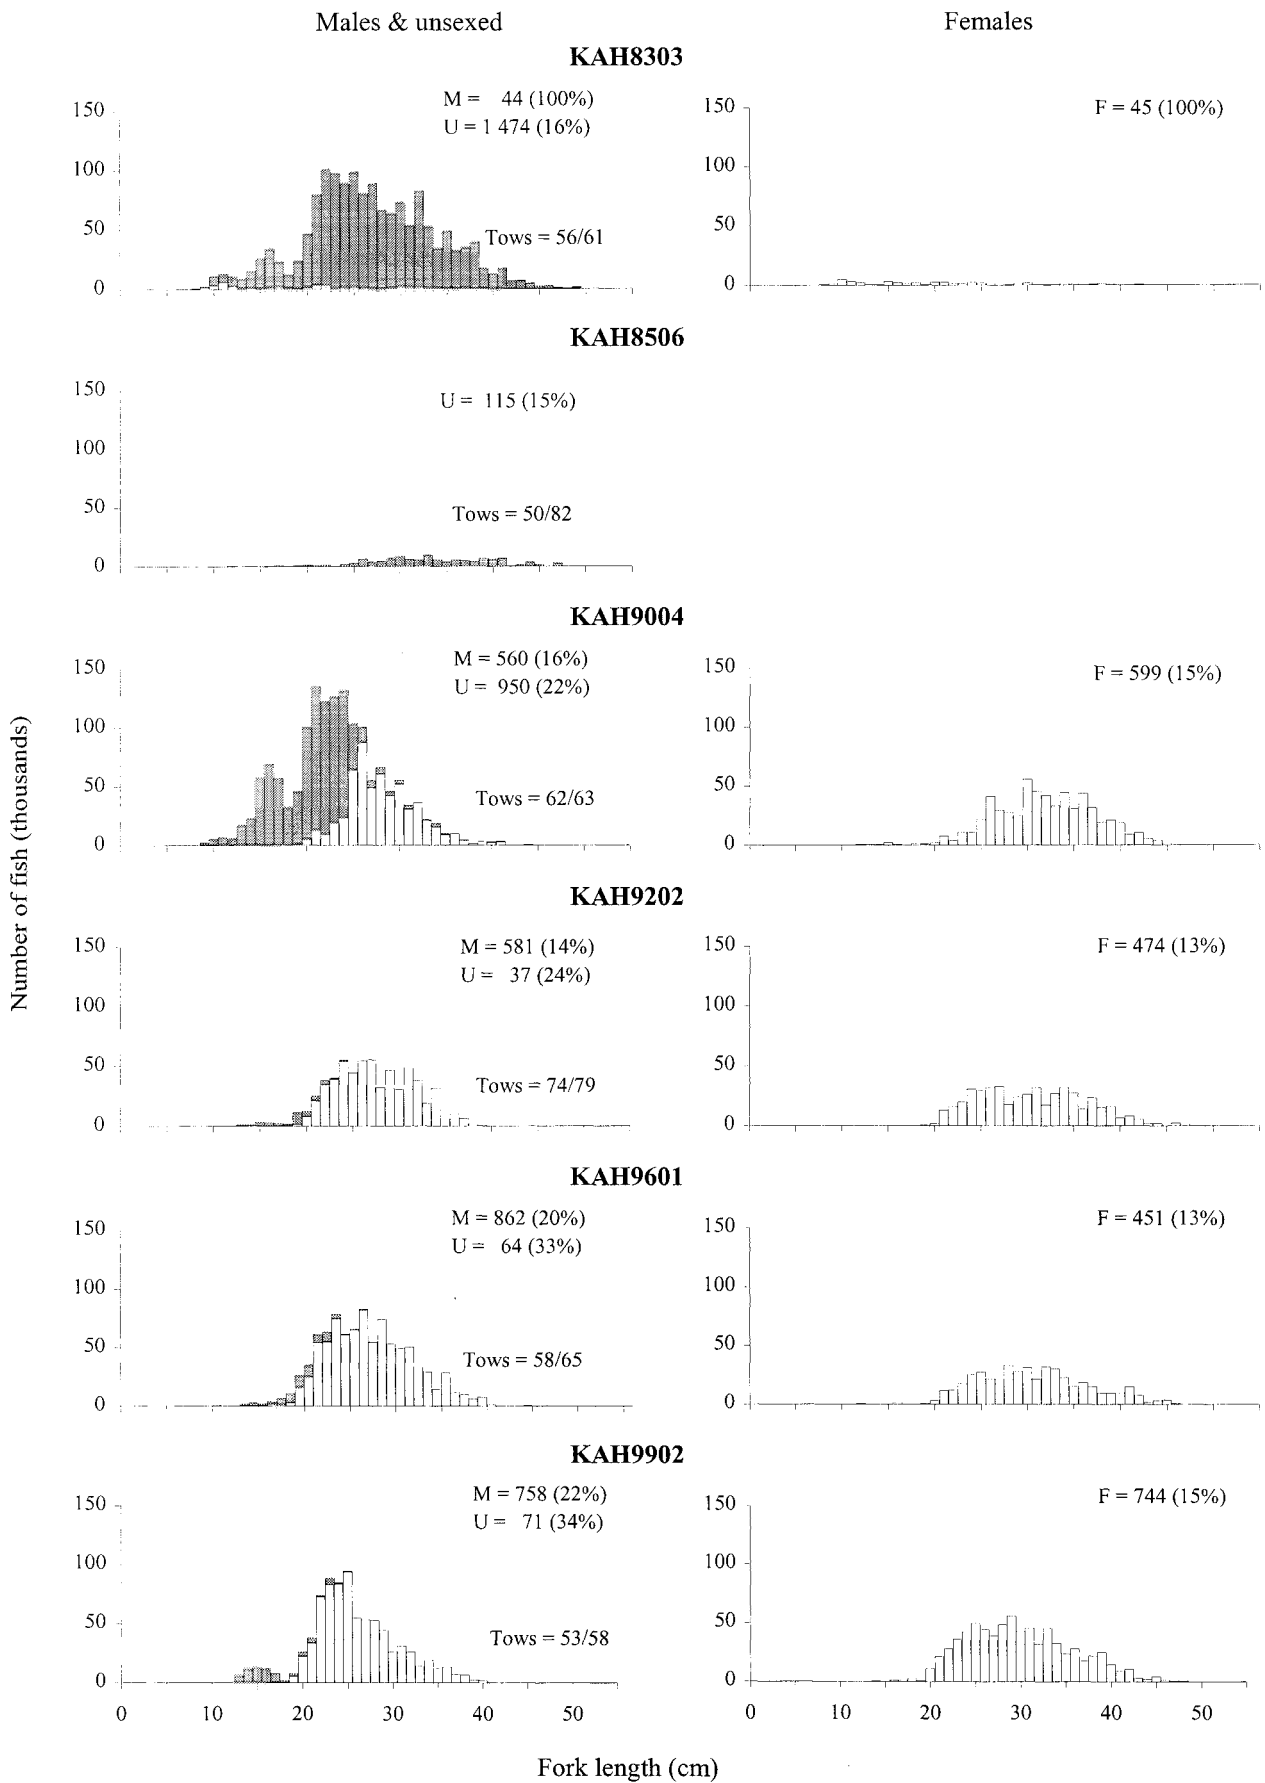 Males & unsexed
Females
KAH8303
M = 44 (100%)
U = 1 474 (16%)
Tows = 56/61
150
100
50
0
F = 45 (100%)
150
100
50
0
KAH8506
U = 115 (15%)
Tows = 50/82
150
100
50
0
KAH9004
M = 560 (16%)
U = 950 (22%)
Tows = 62/63
150
100
50
0
F = 599 (15%)
150
100
50
0
Number of fish (thousands)
KAH9202
M = 581 (14%)
U = 37 (24%)
Tows = 74/79
150
100
50
0
F = 474 (13%)
150
100
50
0
KAH9601
M = 862 (20%)
U = 64 (33%)
Tows = 58/65
150
100
50
0
F = 451 (13%)
150
100
50
0
KAH9902
M = 758 (22%)
U = 71 (34%)
Tows = 53/58
150
100
50
0
F = 744 (15%)
150
100
50
0
0 10 20 30 40 50
0 10 20 30 40 50
Fork length (cm)